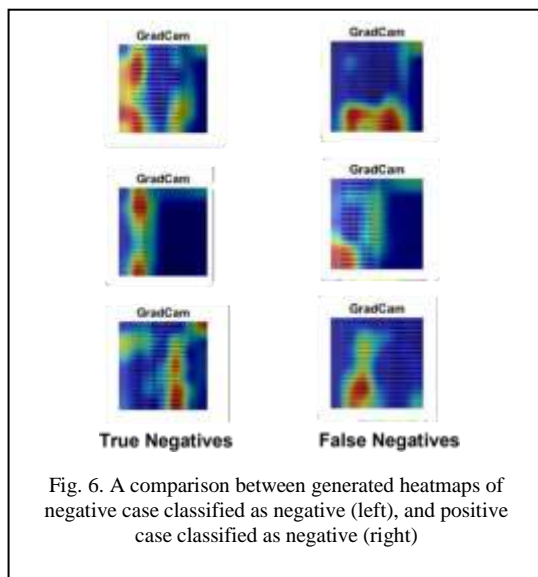 GradCam GradCam
GradCam GradCam
GradCam GradCam
True Negatives False Negatives
Fig. 6. A comparison between generated heatmaps of
negative case classified as negative (left), and positive
case classified as negative (right)